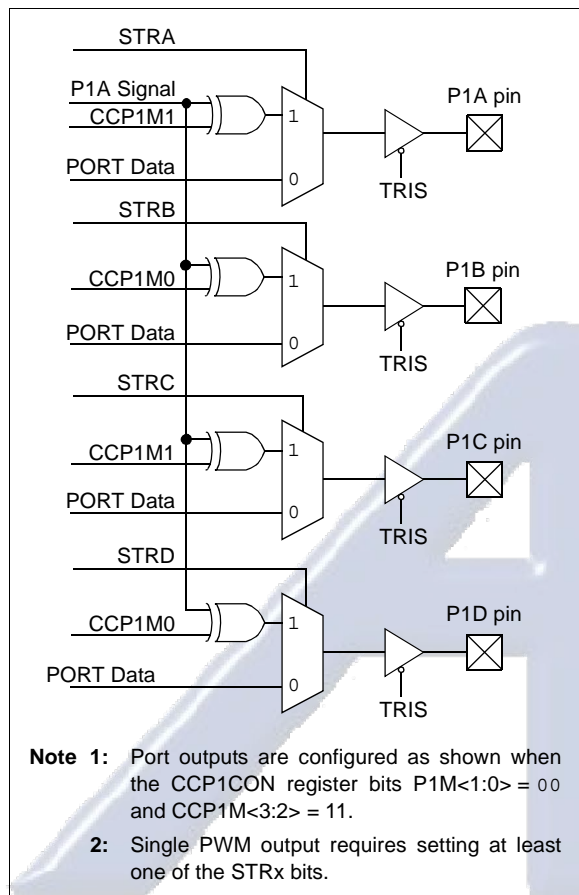 STRA
P1A Signal
CCP1M1
1
P1A pin
PORT Data
0
TRIS
STRB
CCP1M0
1
P1B pin
PORT Data
0
TRIS
STRC
CCP1M1
1
P1C pin
PORT Data
0
TRIS
STRD
CCP1M0
1
P1D pin
PORT Data
0
TRIS
Note 1: Port outputs are configured as shown when
the CCP1CON register bits P1M<1:0> = 00
and CCP1M<3:2> = 11.
2: Single PWM output requires setting at least
one of the STRx bits.